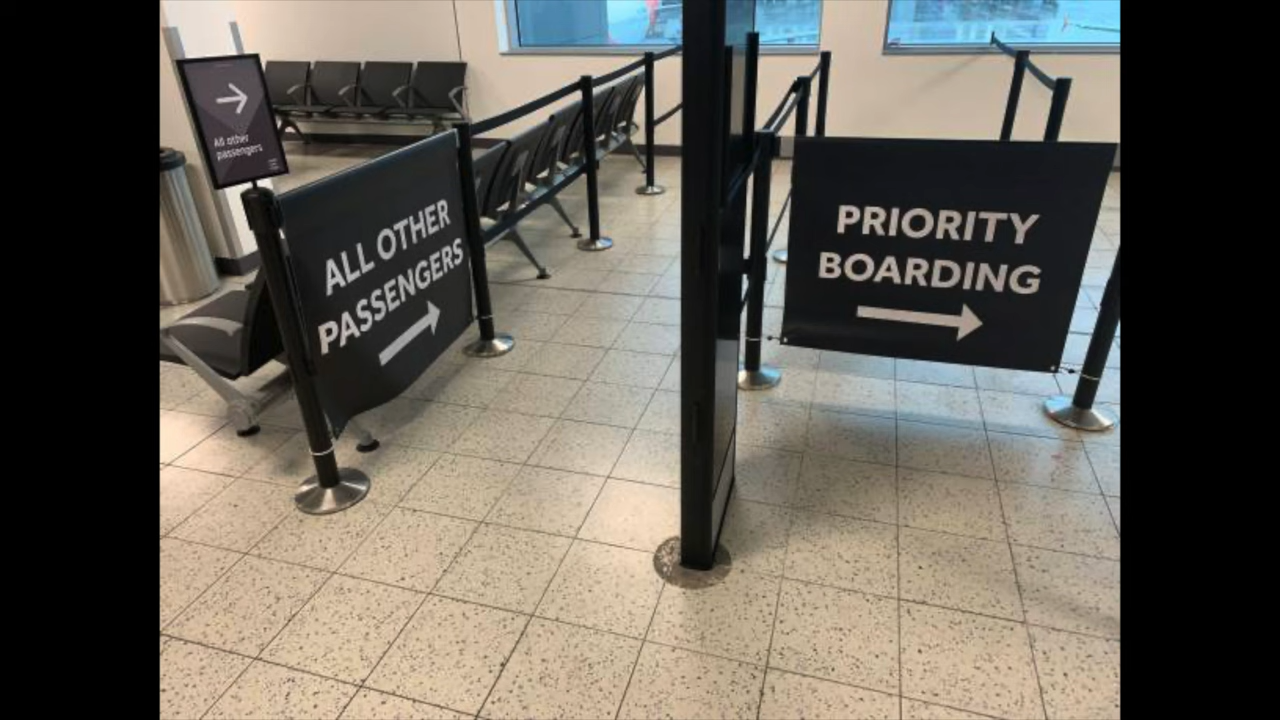 All other
passengers
ALL OTHER
PASSENGERS
PRIORITY
BOARDING